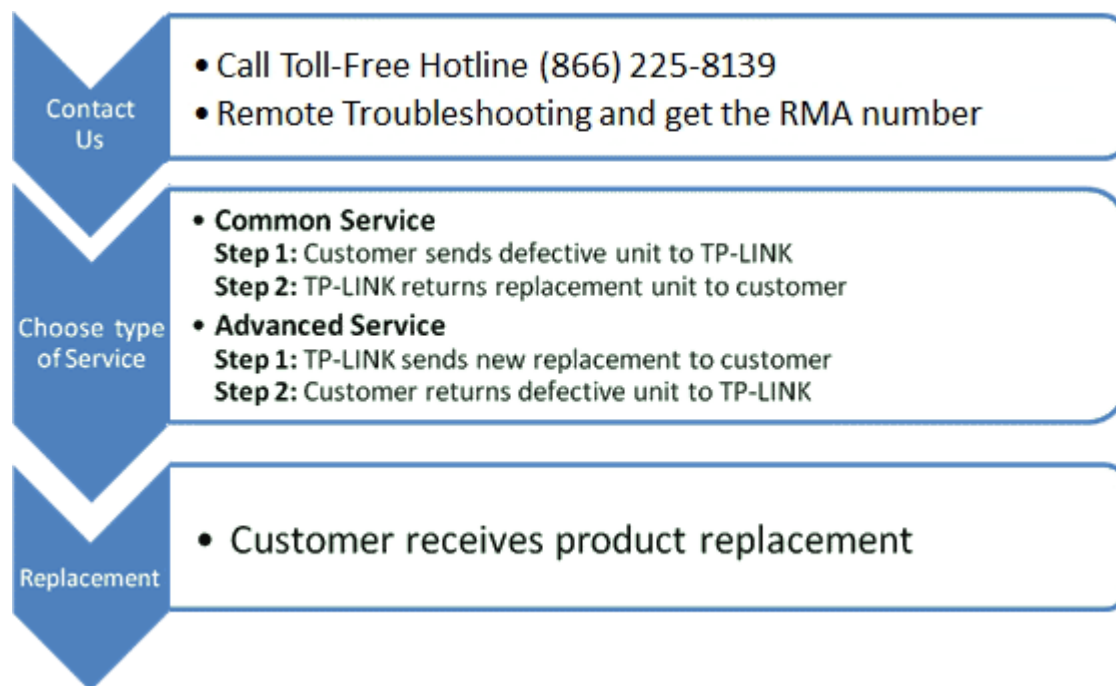 Contact
Us
• Call Toll-Free Hotline (866) 225-8139
• Remote Troubleshooting and get the RMA number
Choose type
of Service
• Common Service
Step 1: Customer sends defective unit to TP-LINK
Step 2: TP-LINK returns replacement unit to customer
• Advanced Service
Step 1: TP-LINK sends new replacement to customer
Step 2: Customer returns defective unit to TP-LINK
Replacement
• Customer receives product replacement